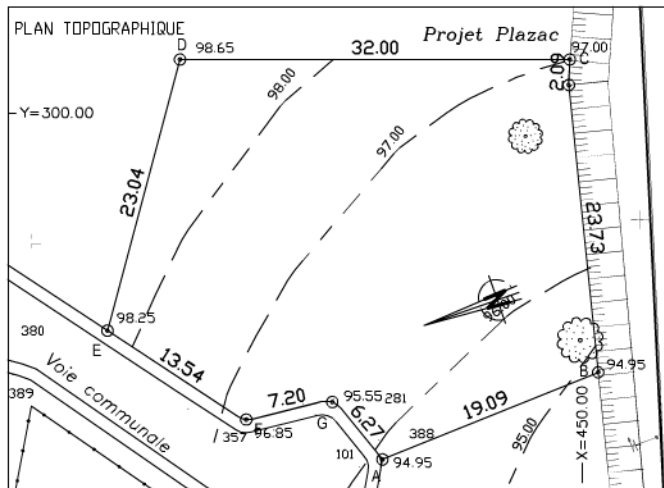 PLAN TOPOGRAPHIQUE
Projet Plazac
D
98.65
32.00
97.00
C
2.09
98.00
Y=300.00
97.00
23.04
23.73
N
96.00
98.25
E
380
13.54
Voie communale
389
7.20
95.55
281
B
94.95
19.09
F
G
6.27
357
96.85
388
X=450.00
95.00
101
A
94.95